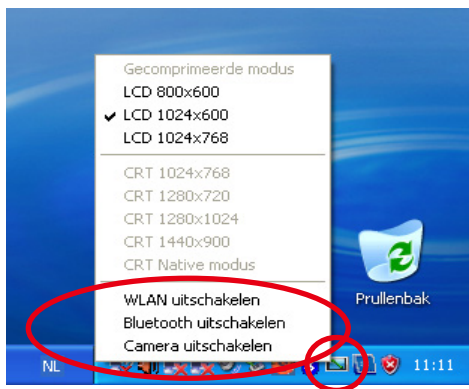 Gecomprimeerde modus
LCD 800x600
LCD 1024x600
LCD 1024x768
CRT 1024x768
CRT 1280x720
CRT 1280x1024
CRT 1440x900
CRT Native modus
WLAN uitschakelen
Bluetooth uitschakelen
Camera uitschakelen
Prullenbak
NL
11:11